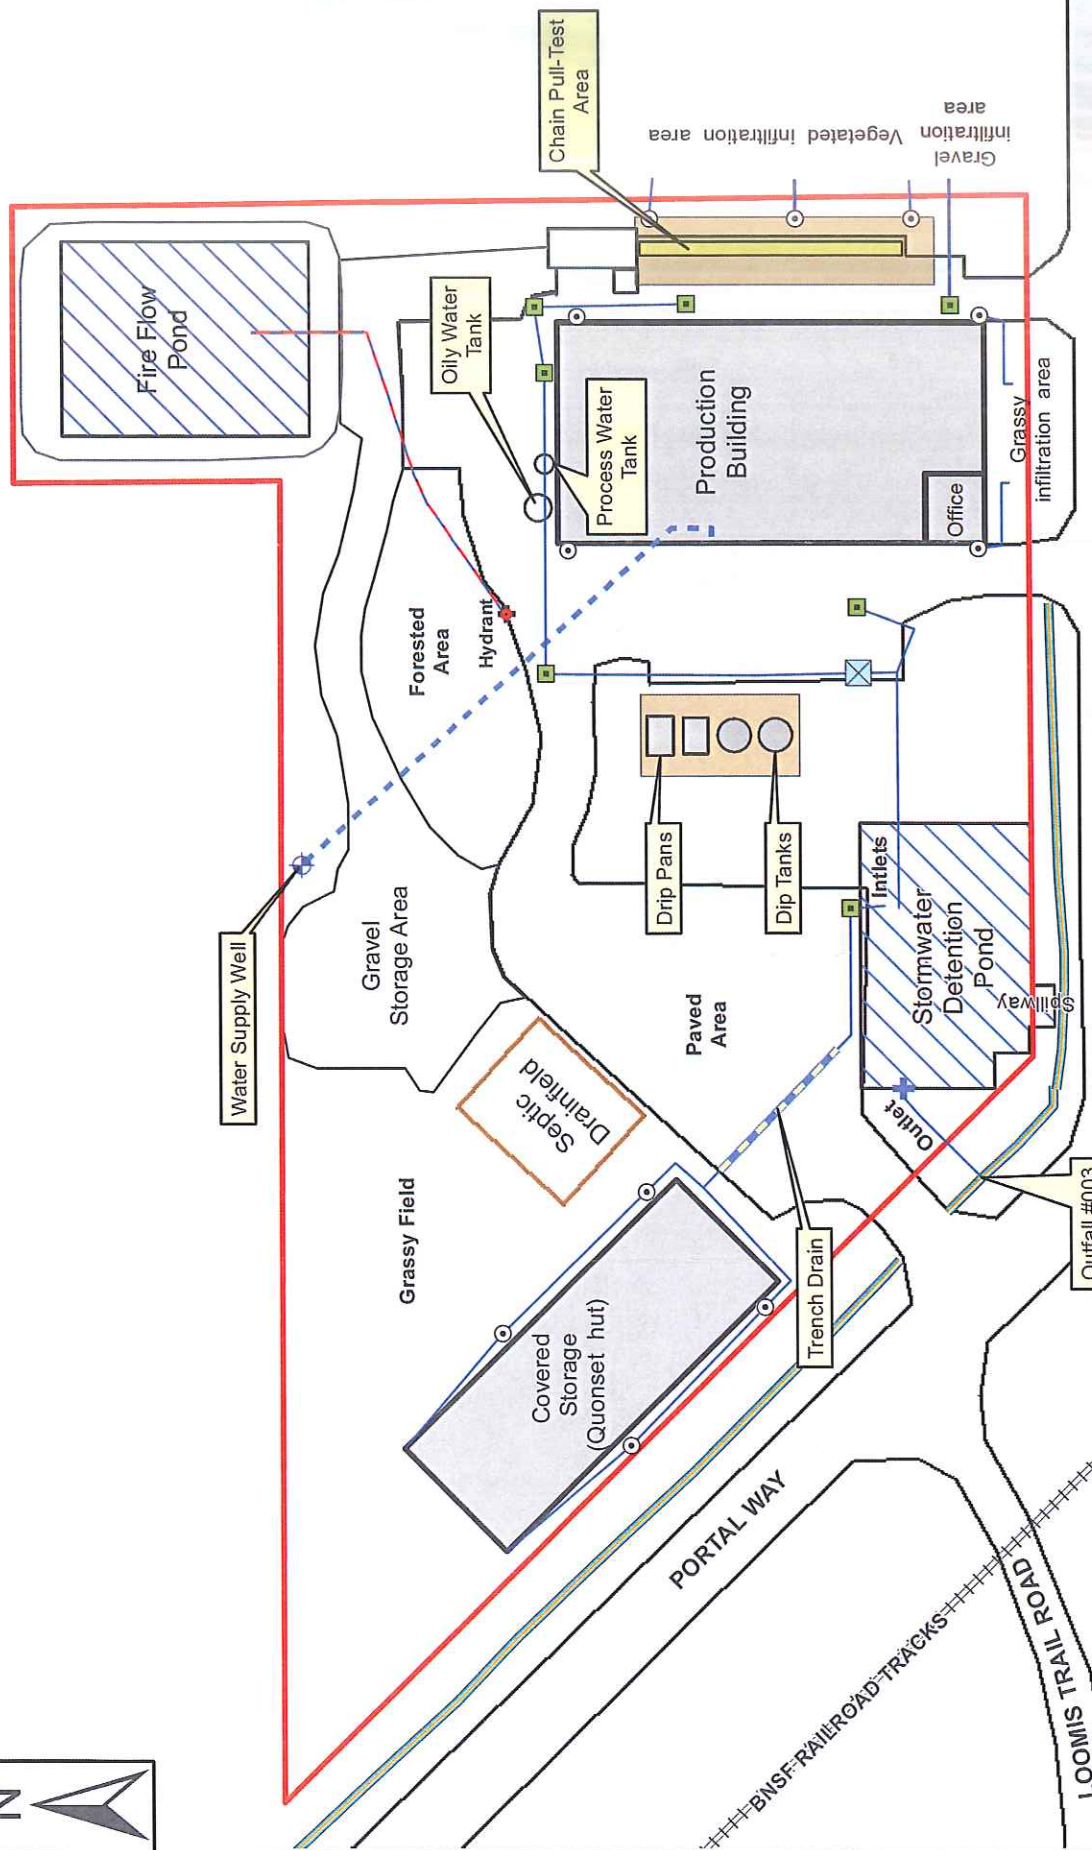 N
Chain Pull-Test
Area
Gravel
infiltration
area
Vegetated infiltration area
Fire Flow
Pond
Oily Water
Tank
Process Water
Tank
Production
Building
Office
Grassy
infiltration area
Forested
Area
Hydrant
Water Supply Well
Gravel
Storage Area
Drip Pans
Dip Tanks
Intlets
Stormwater
Detention
Pond
Spillway
Outlet
Outfall #003
Paved
Area
Septic
Drainfield
Grassy Field
Trench Drain
Covered
Storage
(Quonset hut)
PORTAL WAY
BNSF RAILROAD TRACKS
LOOMIS TRAIL ROAD